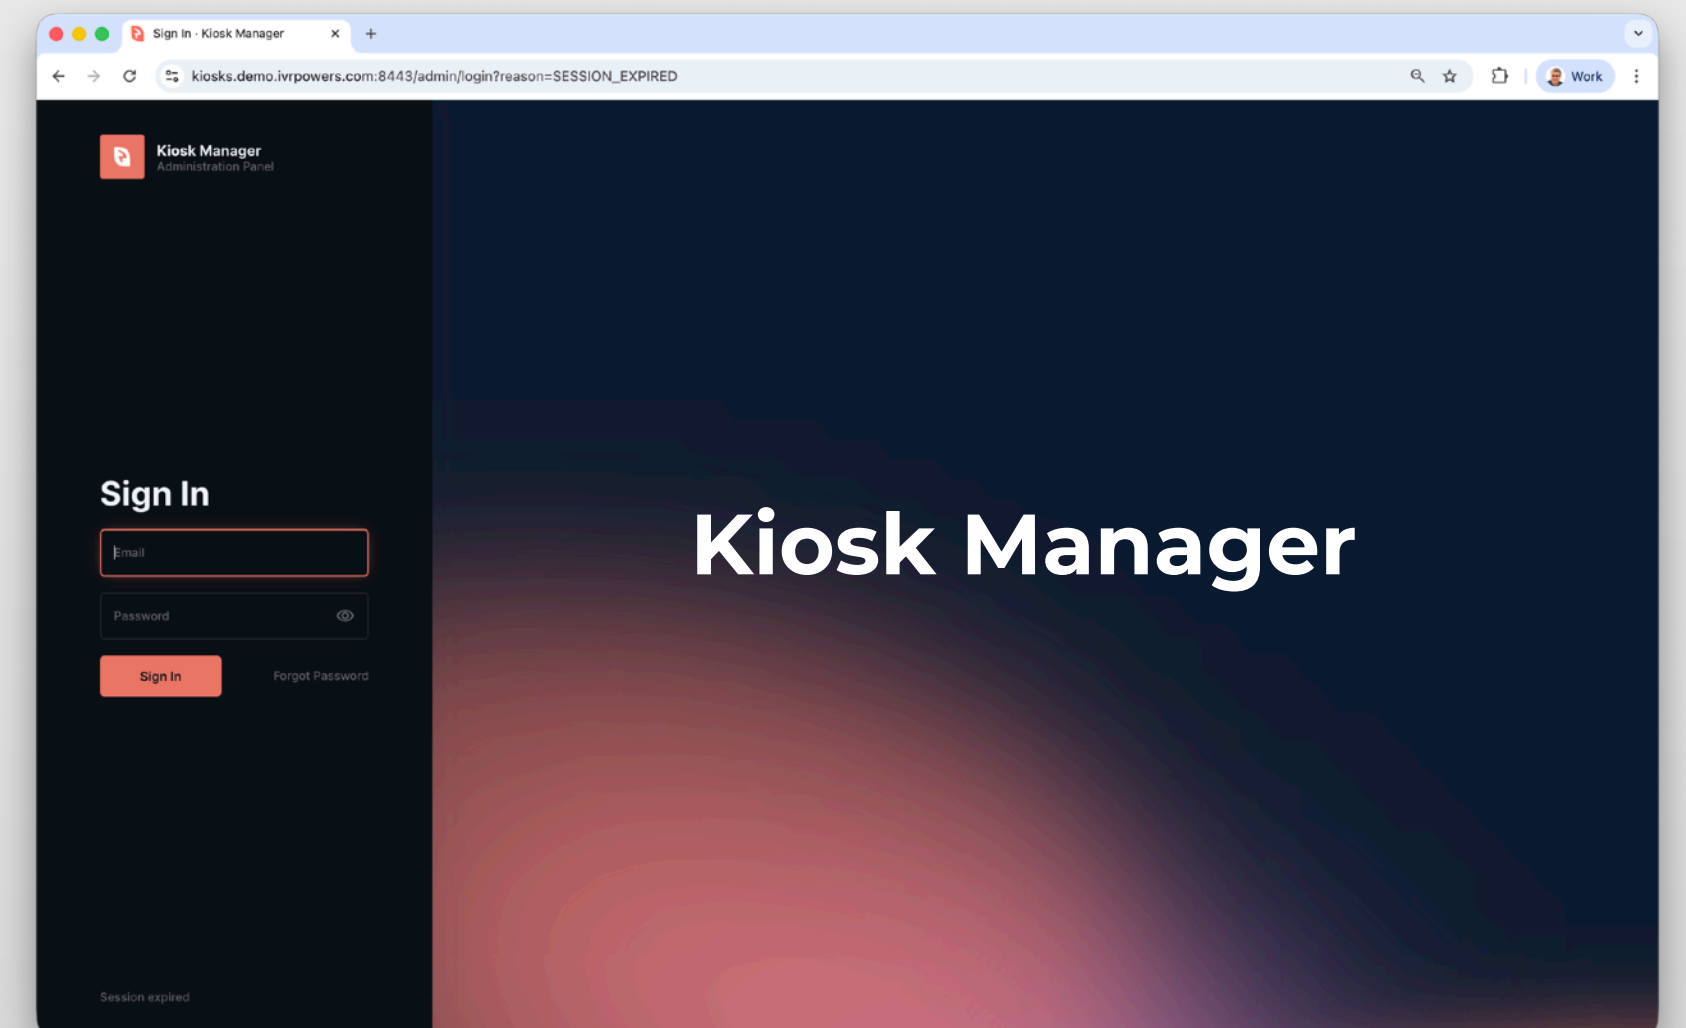 Sign In · Kiosk Manager
kiosks.demo.ivrpowers.com:8443/admin/login?reason=SESSION_EXPIRED
Work
Kiosk Manager
Administration Panel
Sign In
Email
Password
Sign In
Forgot Password
Session expired
Kiosk Manager